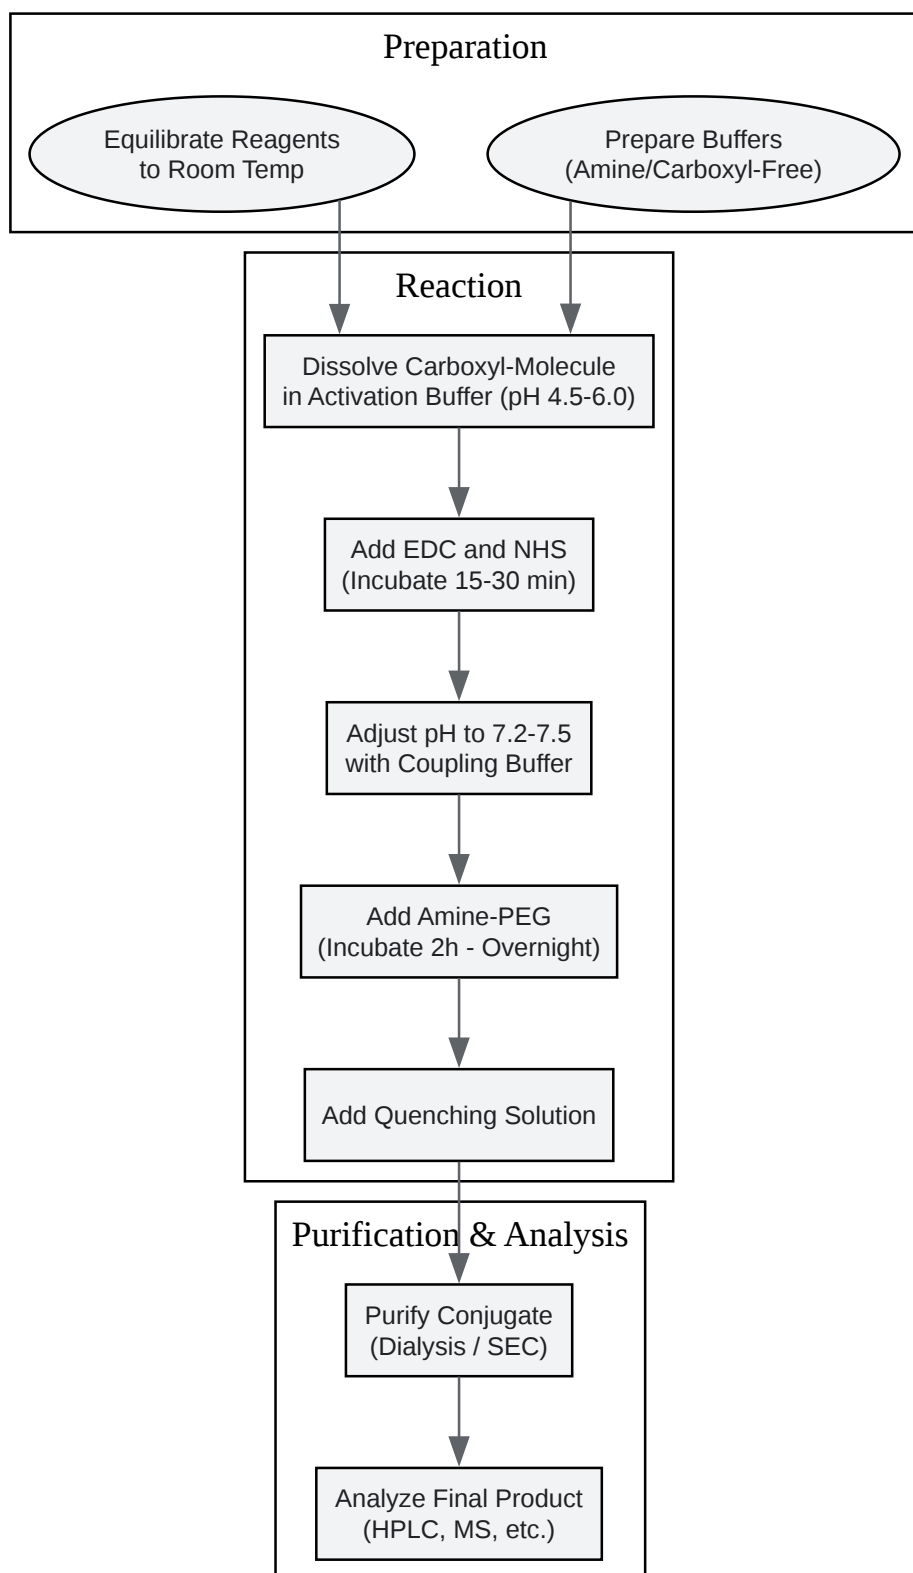 Preparation
Equilibrate Reagents
to Room Temp
Prepare Buffers
(Amine/Carboxyl-Free)
Reaction
Dissolve Carboxyl-Molecule
in Activation Buffer (pH 4.5-6.0)
Add EDC and NHS
(Incubate 15-30 min)
Adjust pH to 7.2-7.5
with Coupling Buffer
Add Amine-PEG
(Incubate 2h - Overnight)
Add Quenching Solution
Purification & Analysis
Purify Conjugate
(Dialysis / SEC)
Analyze Final Product
(HPLC, MS, etc.)